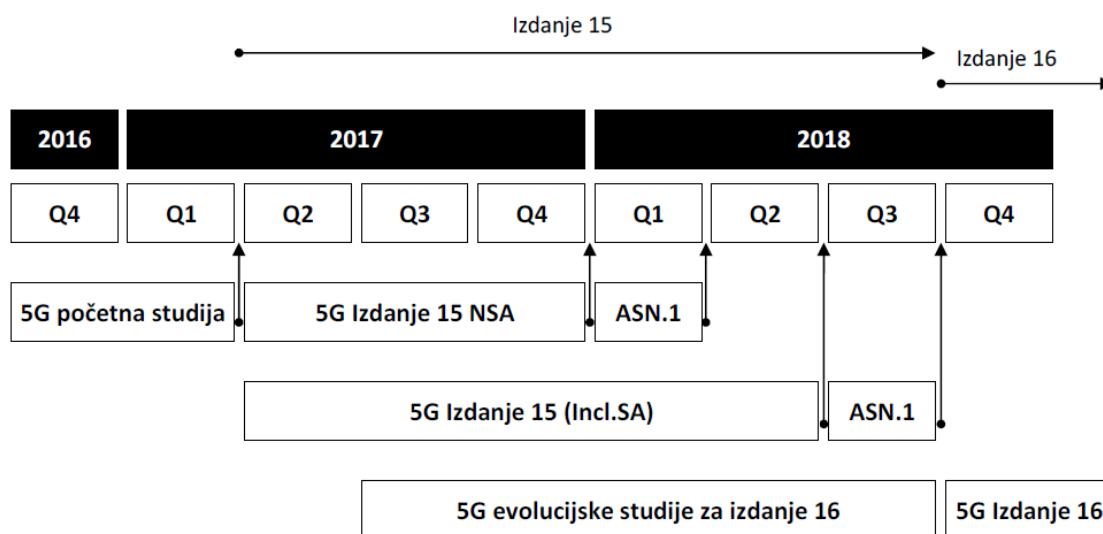 Izdanje 15
Izdanje 16
2016 2017 2018
Q4 Q1 Q2 Q3 Q4 Q1 Q2 Q3 Q4
5G početna studija 5G Izdanje 15 NSA ASN.1
5G Izdanje 15 (Incl.SA) ASN.1
5G evolucijske studije za izdanje 16 5G Izdanje 16